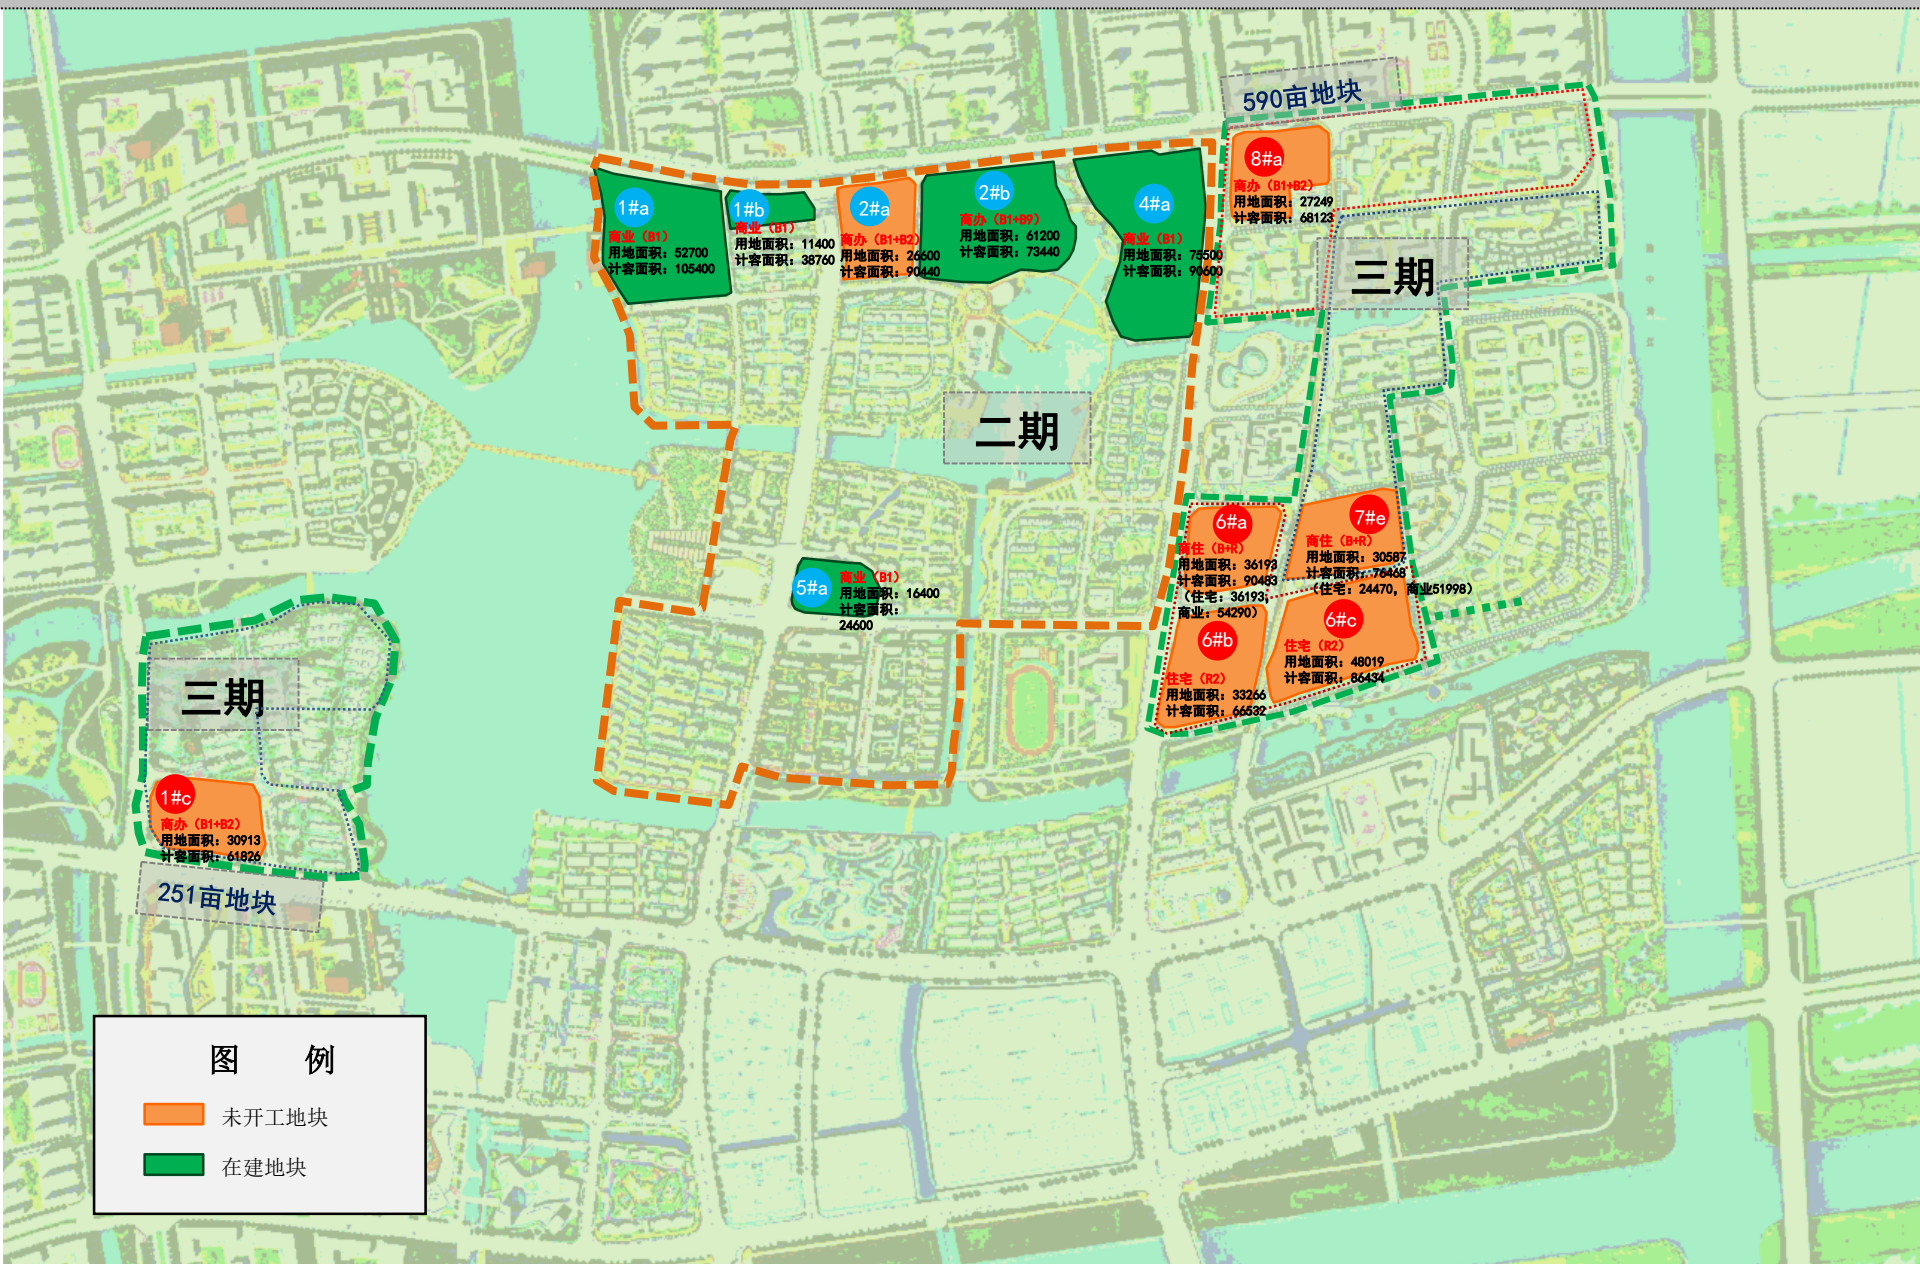 590亩地块
8#a
商办（B1+B2）
用地面积：27249
计容面积：68123
三期
1#a
商业（B1）
用地面积：52700
计容面积：105400
1#b
商业（B1）
用地面积：11400
计容面积：38760
2#a
商办（B1+B2）
用地面积：26600
计容面积：90440
2#b
商办（B1+B9）
用地面积：61200
计容面积：73440
4#a
商业（B1）
用地面积：75500
计容面积：90600
二期
6#a
商住（B+R）
用地面积：36193
计容面积：90483
（住宅：36193，
商业：54290）
7#e
商住（B+R）
用地面积：30587
计容面积：76468
（住宅：24470，商业51998）
5#a
商业（B1）
用地面积：16400
计容面积：
24600
6#b
住宅（R2）
用地面积：33266
计容面积：66532
6#c
住宅（R2）
用地面积：48019
计容面积：86434
三期
1#c
商办（B1+B2）
用地面积：30913
计容面积：61826
251亩地块
图 例
未开工地块
在建地块